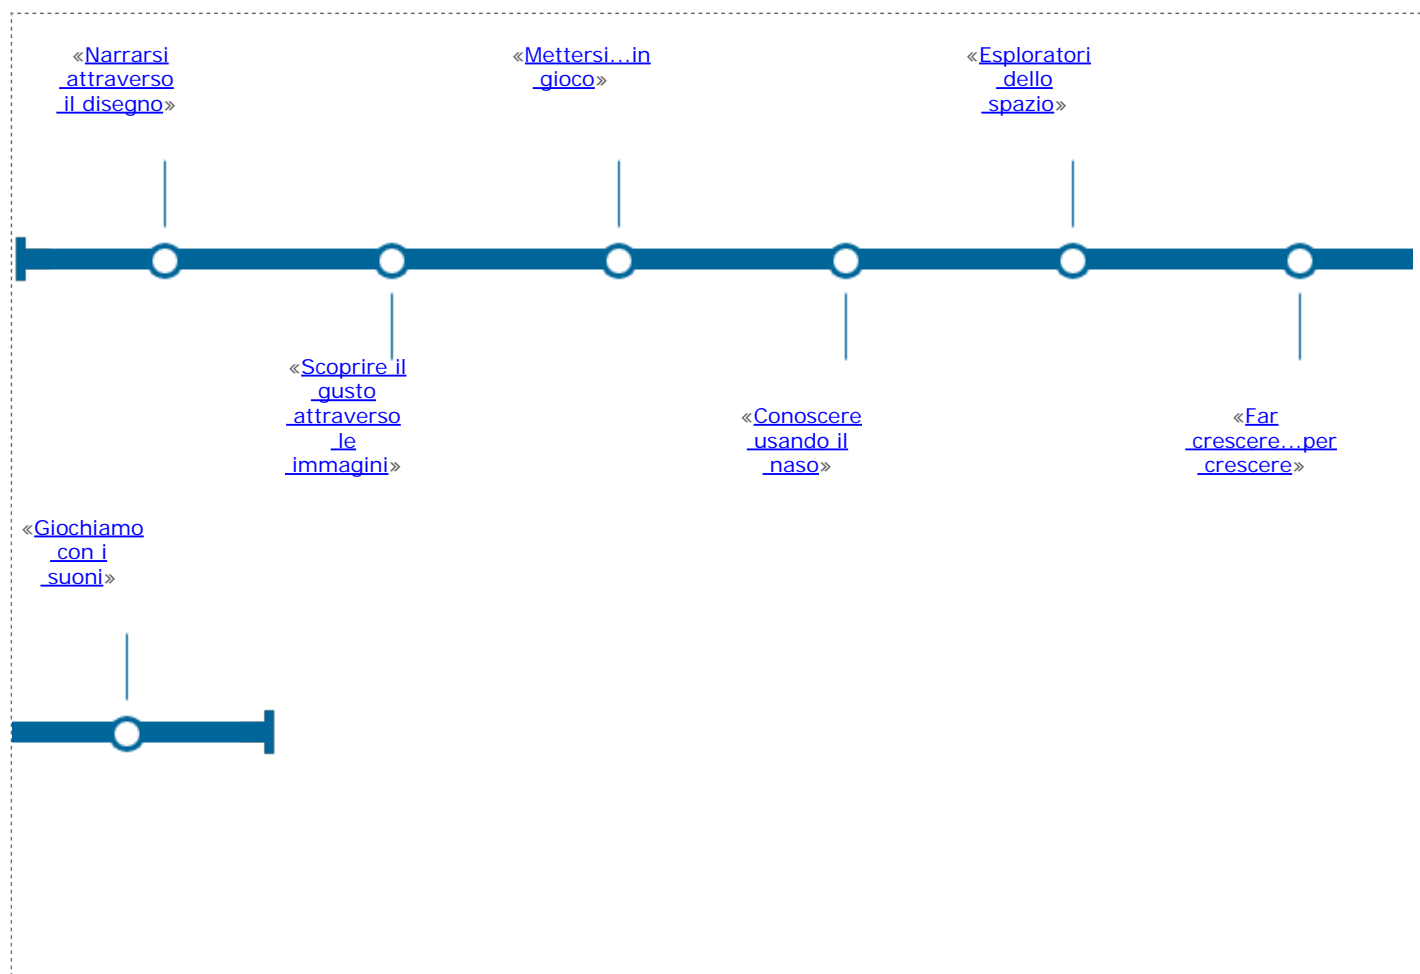 «Narrarsi
attraverso
il disegno»
«Mettersi...in
gioco»
«Esploratori
dello
spazio»
«Scoprire il
gusto
attraverso
le
immagini»
«Conoscere
usando il
naso»
«Far
crescere...per
crescere»
«Giochiamo
con i
suoni»